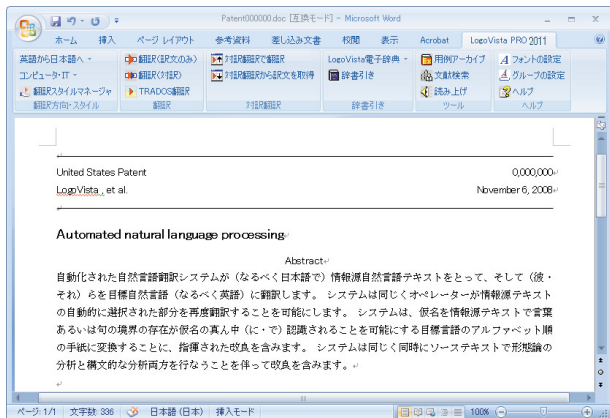 Patent000000.doc [互換モード] - Microsoft Word
ホーム 挿入 ページ レイアウト 参考資料 差し込み文書 校閲 表示 Acrobat LogoVista PRO 2011
英語から日本語へ 翻訳(訳文のみ) 対訳翻訳で翻訳 LogoVista電子辞典 用例アーカイブ フォントの設定
コンピュータ・IT 翻訳(対訳) 対訳翻訳から訳文を取得 辞書引き 文献検索 グループの設定
翻訳スタイルマネージャ TRADOS翻訳 読み上げ ヘルプ
翻訳方向・スタイル 翻訳 対訳翻訳 辞書引き ツール ヘルプ
United States Patent 0,000,000
LogoVista , et al. November 6, 2008
Automated natural language processing
Abstract
自動化された自然言語翻訳システムが（なるべく日本語で）情報源自然言語テキストをとって、そして（彼・
それ）らを目標自然言語（なるべく英語）に翻訳します。 システムは同じくオペレーターが情報源テキスト
の自動的に選択された部分を再度翻訳することを可能にします。 システムは、仮名を情報源テキストで言葉
あるいは句の境界の存在が仮名の真ん中（に・で）認識されることを可能にする目標言語のアルファベット順
の手紙に変換することに、指揮された改良を含みます。 システムは同じく同時にソーステキストで形態論の
分析と構文的な分析両方を行なうことを伴って改良を含みます。
ページ: 1/1 文字数: 336 日本語 (日本) 挿入モード 100%